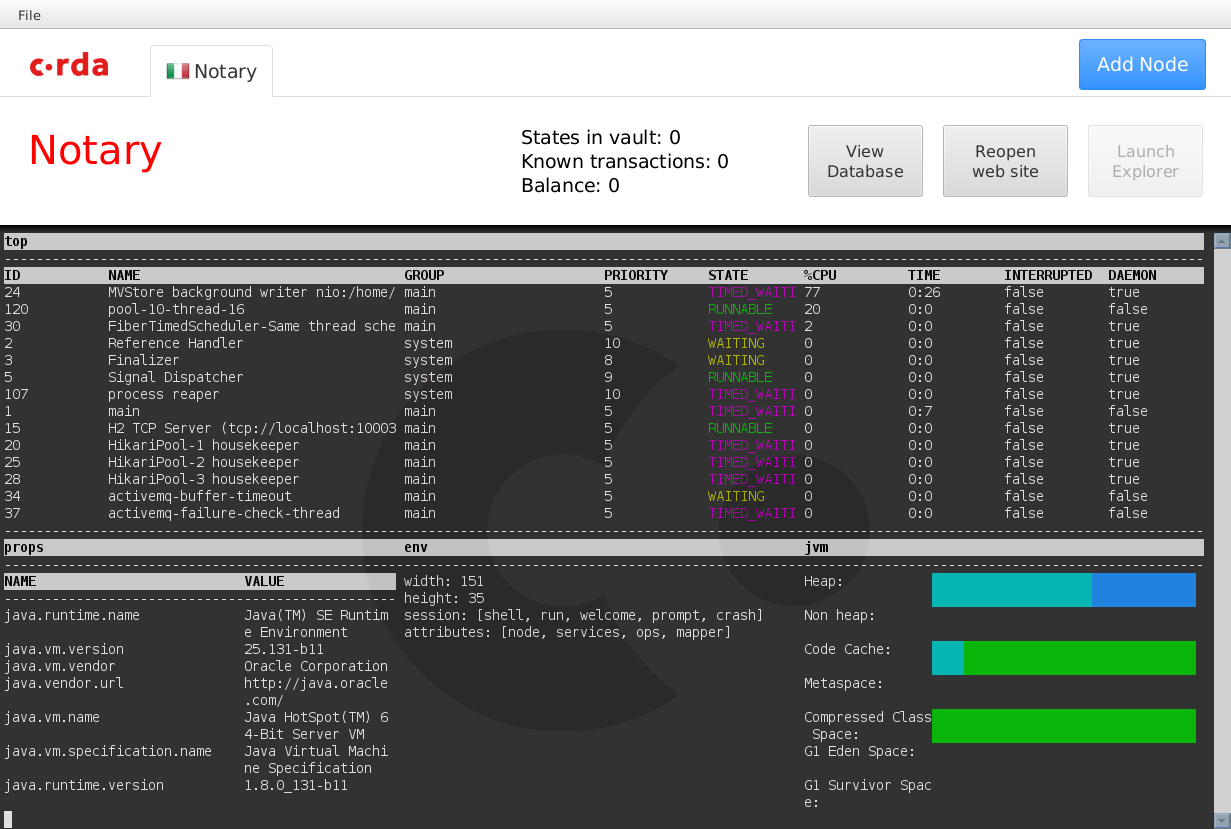 File
c·rda
Notary
Add Node
Notary
States in vault: 0
Known transactions: 0
Balance: 0
View
Database
Reopen
web site
Launch
Explorer
top
ID NAME GROUP PRIORITY STATE %CPU TIME INTERRUPTED DAEMON
24 MVStore background writer nio:/home/ main 5 TIMED_WAITI 77 0:26 false true
120 pool-10-thread-16 main 5 RUNNABLE 20 0:0 false false
30 FiberTimedScheduler-Same thread sche main 5 TIMED_WAITI 2 0:0 false true
2 Reference Handler system 10 WAITING 0 0:0 false true
3 Finalizer system 8 WAITING 0 0:0 false true
5 Signal Dispatcher system 9 RUNNABLE 0 0:0 false true
107 process reaper system 10 TIMED_WAITI 0 0:0 false true
1 main main 5 TIMED_WAITI 0 0:7 false false
15 H2 TCP Server (tcp://localhost:10003 main 5 RUNNABLE 0 0:0 false true
20 HikariPool-1 housekeeper main 5 TIMED_WAITI 0 0:0 false true
25 HikariPool-2 housekeeper main 5 TIMED_WAITI 0 0:0 false true
28 HikariPool-3 housekeeper main 5 TIMED_WAITI 0 0:0 false true
34 activemq-buffer-timeout main 5 WAITING 0 0:0 false false
37 activemq-failure-check-thread main 5 TIMED_WAITI 0 0:0 false false
props env jvm
NAME VALUE
java.runtime.name Java(TM) SE Runtim
e Environment
java.vm.version 25.131-b11
java.vm.vendor Oracle Corporation
java.vendor.url http://java.oracle
.com/
java.vm.name Java HotSpot(TM) 6
4-Bit Server VM
java.vm.specification.name Java Virtual Machi
ne Specification
java.runtime.version 1.8.0_131-b11
width: 151
height: 35
session: [shell, run, welcome, prompt, crash]
attributes: [node, services, ops, mapper]
Heap:
Non heap:
Code Cache:
Metaspace:
Compressed Class
Space:
G1 Eden Space:
G1 Survivor Spac
e: